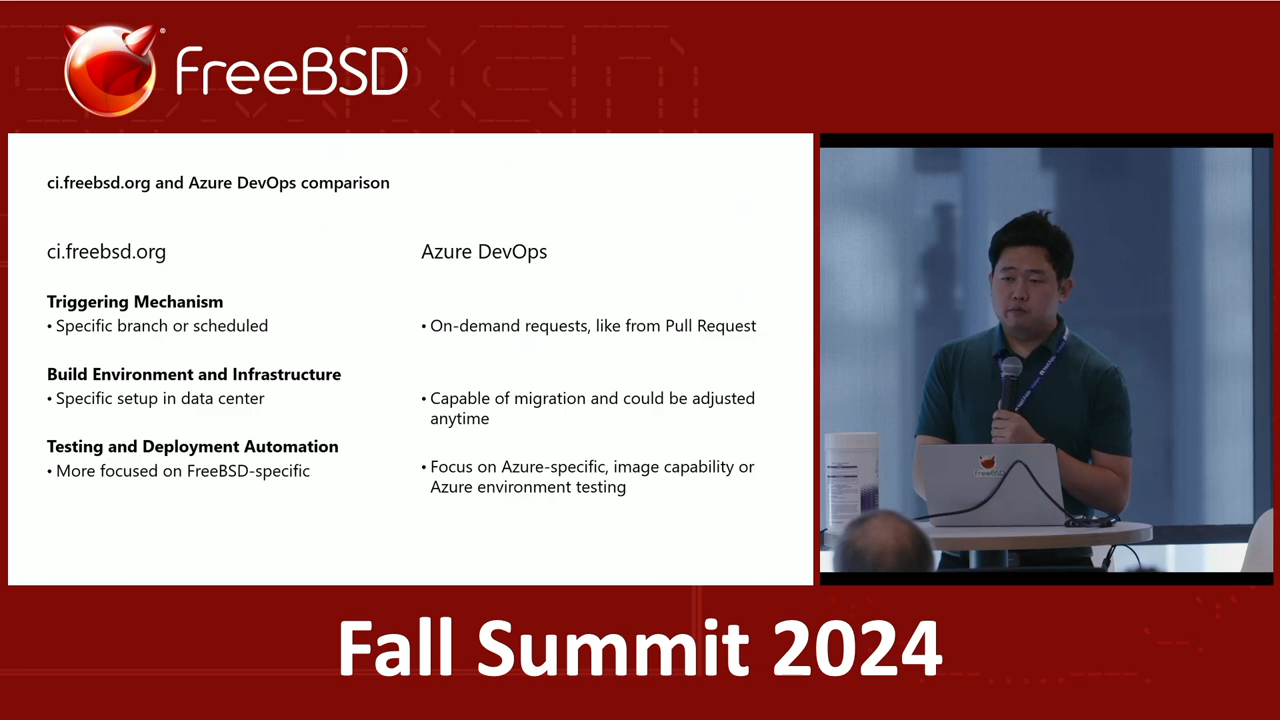 FreeBSD®
ci.freebsd.org and Azure DevOps comparison
ci.freebsd.org
Azure DevOps
Triggering Mechanism
• Specific branch or scheduled
• On-demand requests, like from Pull Request
Build Environment and Infrastructure
• Specific setup in data center
• Capable of migration and could be adjusted
anytime
Testing and Deployment Automation
• More focused on FreeBSD-specific
• Focus on Azure-specific, image capability or
Azure environment testing
FreeBSD
Fall Summit 2024